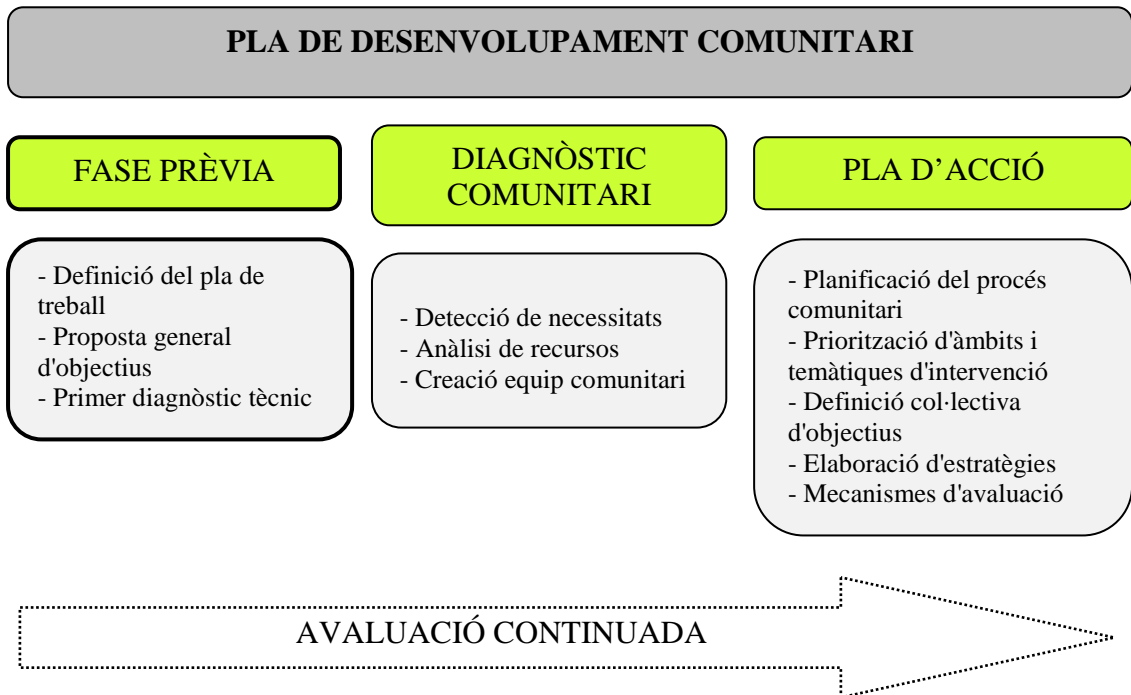 PLA DE DESENVOLUPAMENT COMUNITARI
FASE PRÈVIA
- Definició del pla de
treball
- Proposta general
d'objectius
- Primer diagnòstic tècnic
DIAGNÒSTIC
COMUNITARI
- Detecció de necessitats
- Anàlisi de recursos
- Creació equip comunitari
PLA D’ACCIÓ
- Planificació del procés
comunitari
- Priorització d'àmbits i
temàtiques d'intervenció
- Definició col·lectiva
d'objectius
- Elaboració d'estratègies
- Mecanismes d'avaluació
AVALUACIÓ CONTINUADA